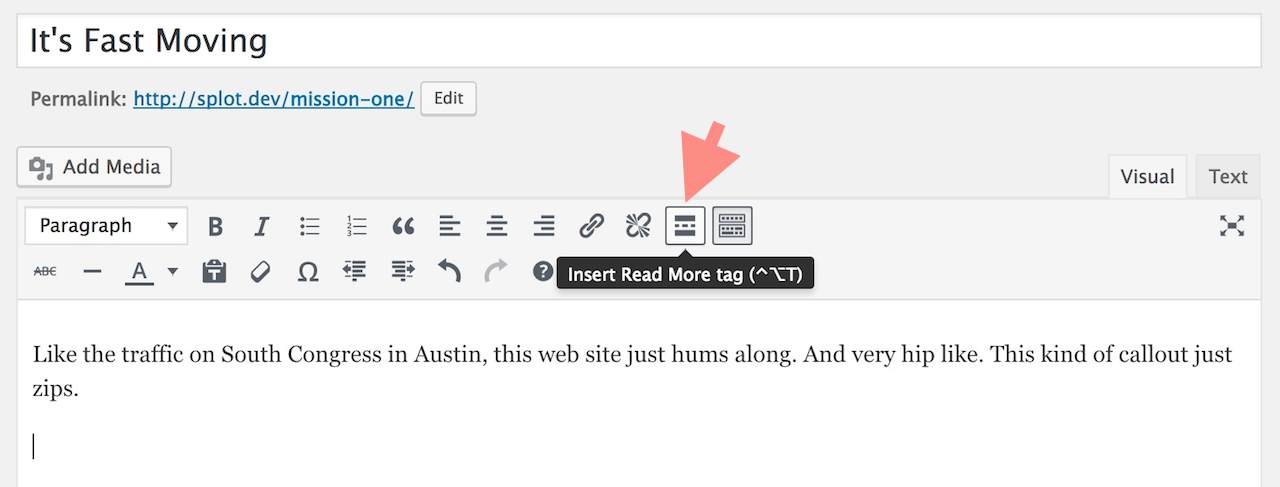 It's Fast Moving
Permalink: http://splot.dev/mission-one/ Edit
Add Media
Visual Text
Paragraph B I
ABC A Ω ?
Insert Read More tag (^⌥T)
Like the traffic on South Congress in Austin, this web site just hums along. And very hip like. This kind of callout just
zips.